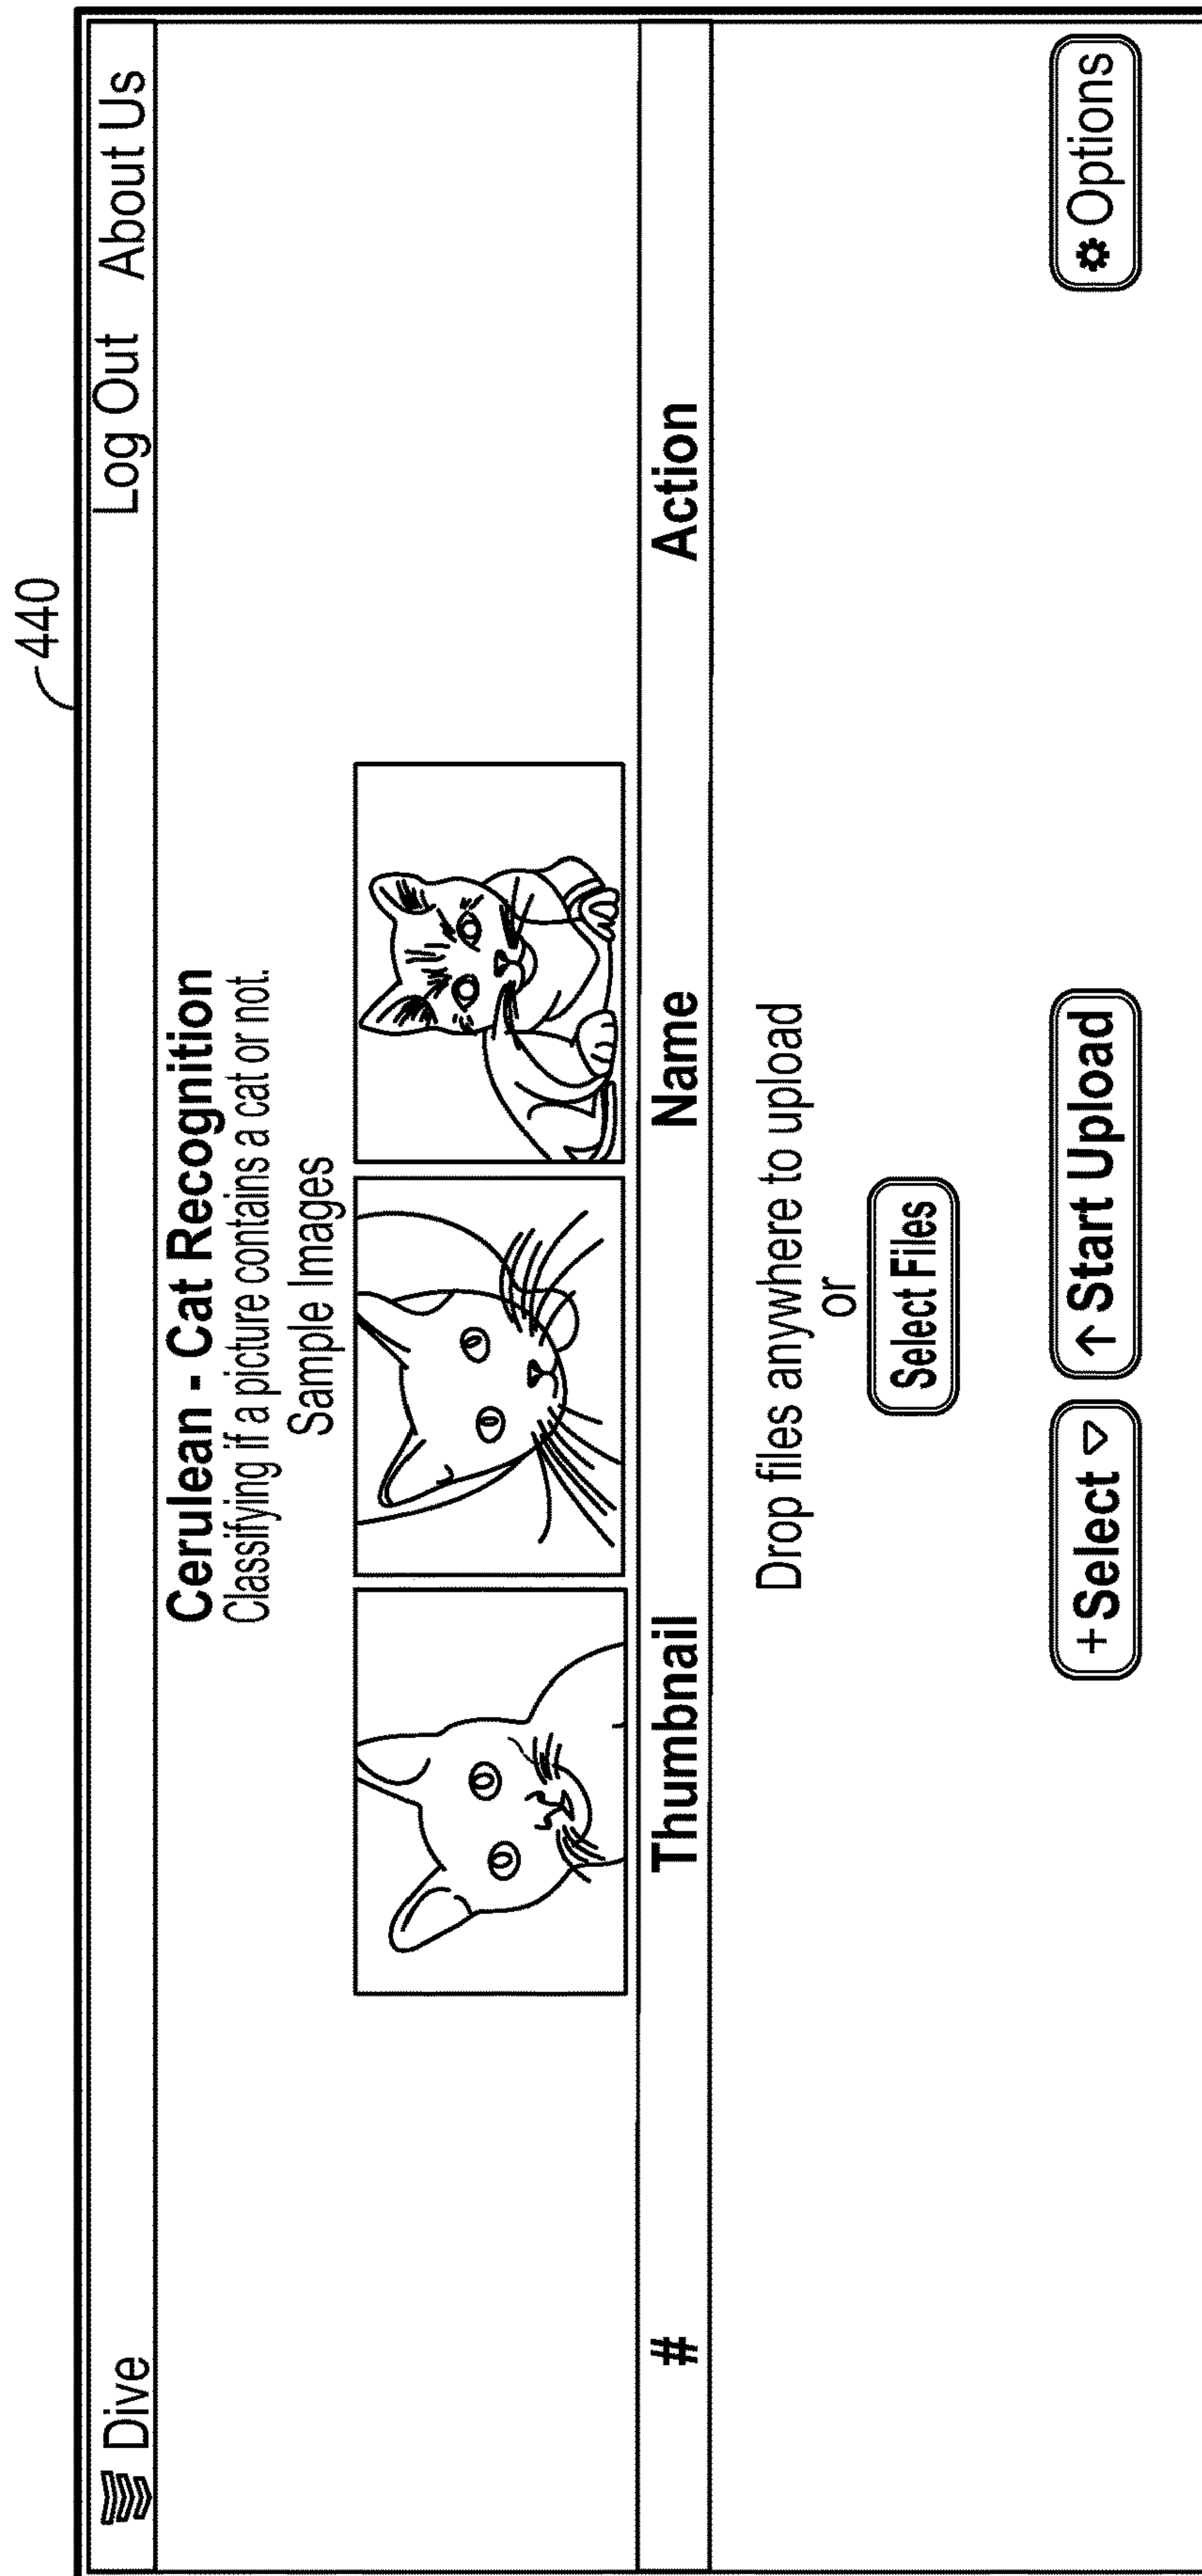 440
Dive Log Out About Us
Cerulean - Cat Recognition
Classifying if a picture contains a cat or not.
Sample Images
# Thumbnail Name Action
Drop files anywhere to upload
or
Select Files
+ Select ▽ ↑ Start Upload Options